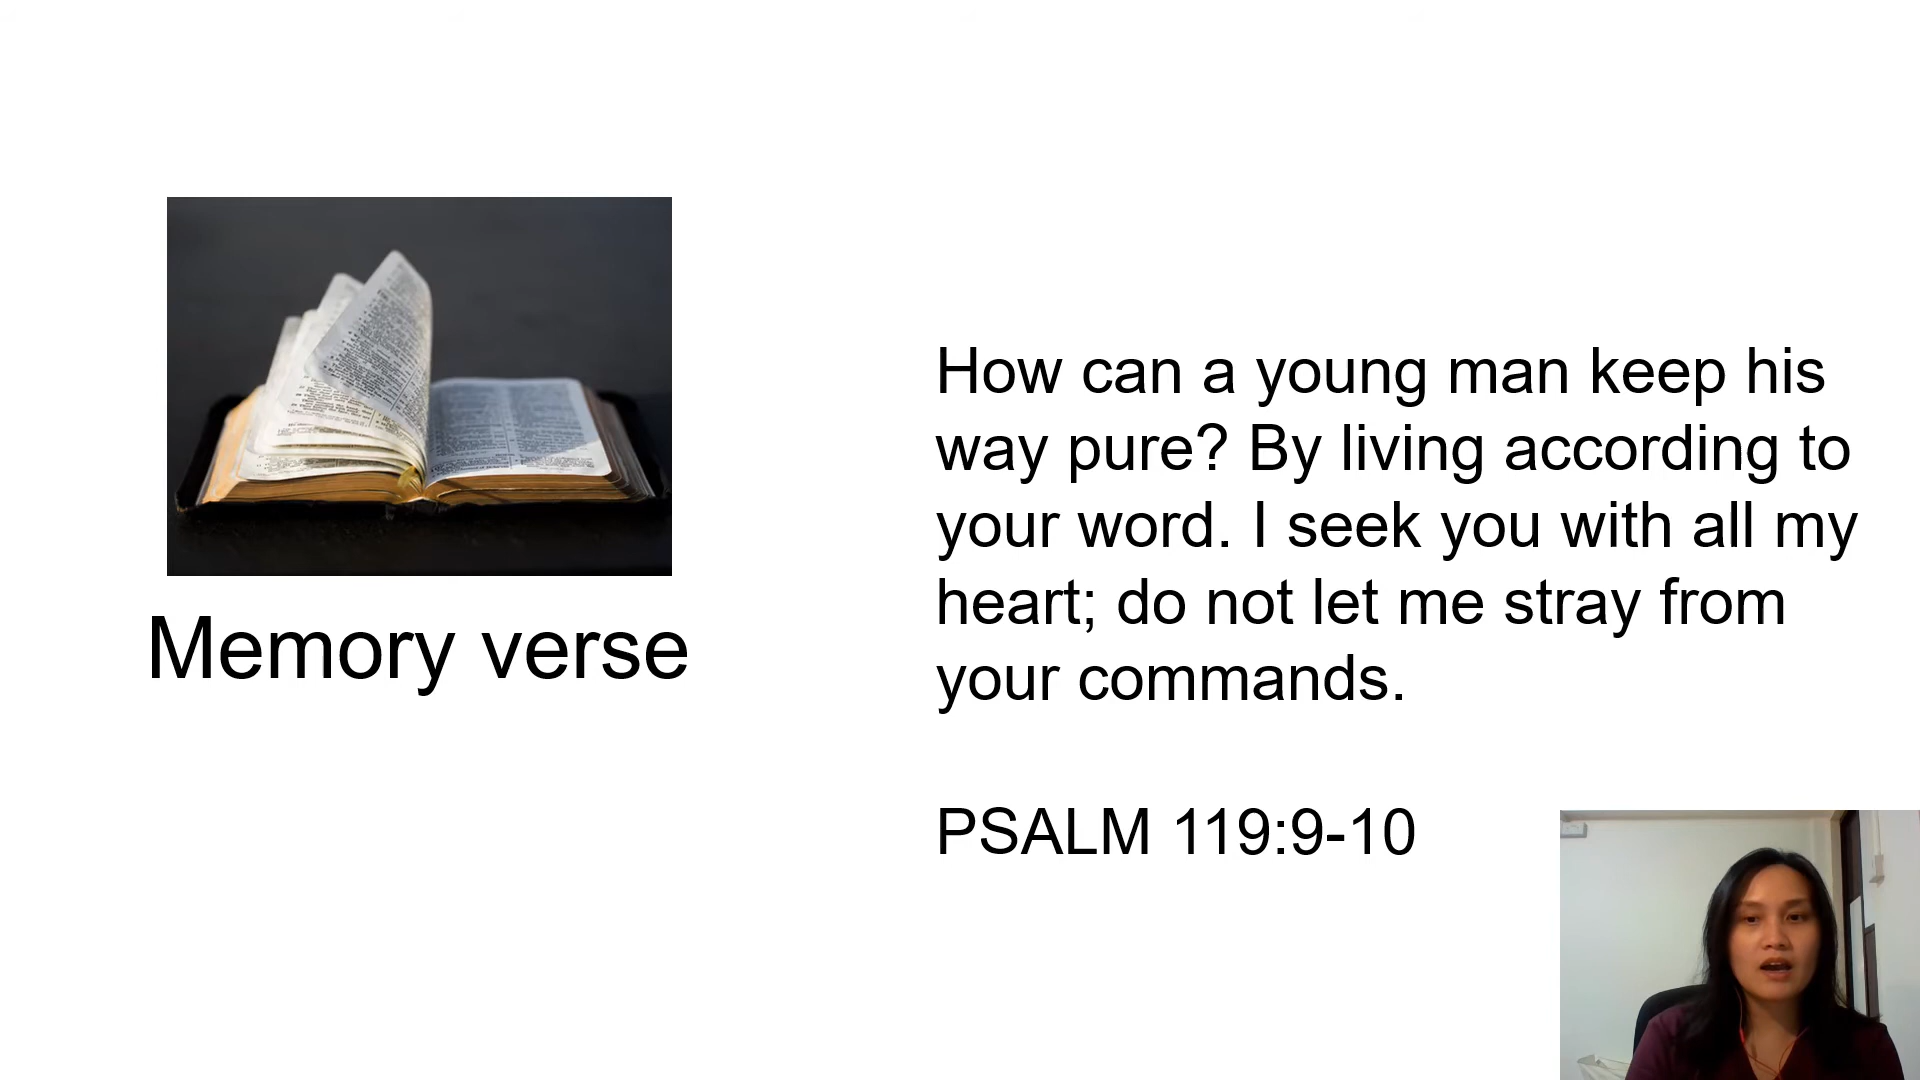 Memory verse
How can a young man keep his
way pure? By living according to
your word. I seek you with all my
heart; do not let me stray from
your commands.
PSALM 119:9-10